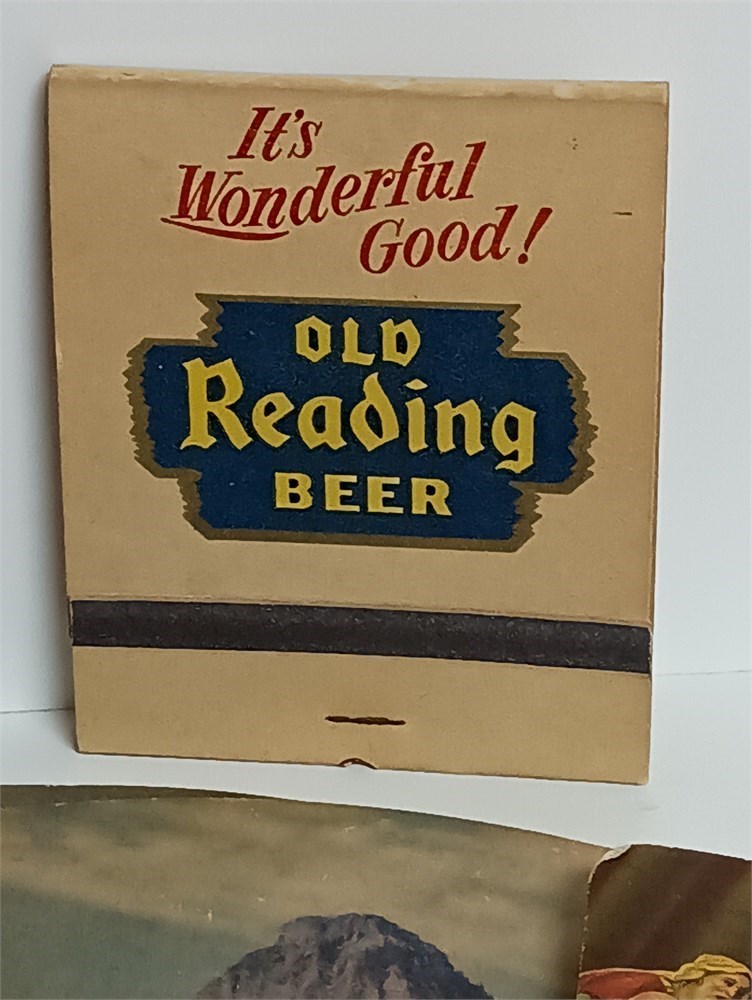 It's
Wonderful
Good!
OLD
Reading
BEER